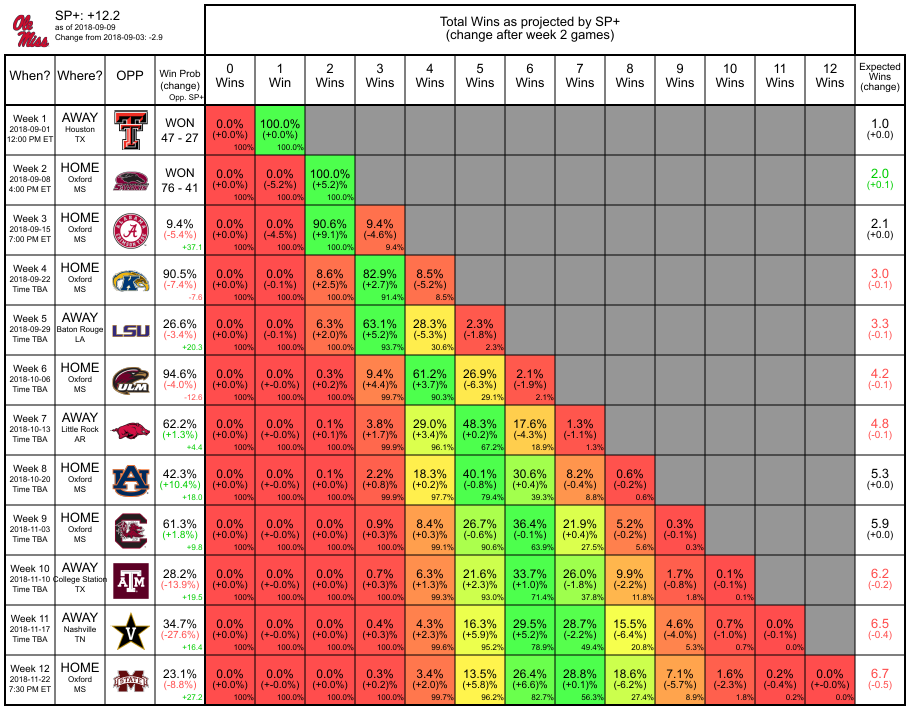 Ole Miss
SP+: +12.2
as of 2018-09-09
Change from 2018-09-03: -2.9
Total Wins as projected by SP+
(change after week 2 games)
When? Where? OPP Win Prob (change) Opp. SP+ 0 Wins 1 Win 2 Wins 3 Wins 4 Wins 5 Wins 6 Wins 7 Wins 8 Wins 9 Wins 10 Wins 11 Wins 12 Wins Expected Wins (change)
Week 1 AWAY WON 0.0% 100.0% 1.0
2018-09-01 Houston 47 - 27 (+0.0%) (+0.0%) (+0.0)
12:00 PM ET TX 100% 100.0%
Week 2 HOME WON 0.0% 0.0% 100.0% 2.0
2018-09-08 Oxford 76 - 41 (+0.0%) (-5.2%) (+5.2)% (+0.1)
4:00 PM ET MS 100% 100.0% 100.0%
Week 3 HOME 9.4% 0.0% 0.0% 90.6% 9.4% 2.1
2018-09-15 Oxford (-5.4%) (+0.0%) (-4.5%) (+9.1)% (-4.6%) (+0.0)
7:00 PM ET MS +37.1 100% 100.0% 100.0% 9.4%
Week 4 HOME 90.5% 0.0% 0.0% 8.6% 82.9% 8.5% 3.0
2018-09-22 Oxford (-7.4%) (+0.0%) (-0.1%) (+2.5)% (+2.7)% (-5.2%) (-0.1)
Time TBA MS -7.6 100% 100.0% 100.0% 91.4% 8.5%
Week 5 AWAY LSU 26.6% 0.0% 0.0% 6.3% 63.1% 28.3% 2.3% 3.3
2018-09-29 Baton Rouge (-3.4%) (+0.0%) (-0.1%) (+2.0)% (+5.2)% (-5.3%) (-1.8%) (-0.1)
Time TBA LA +20.3 100% 100.0% 100.0% 93.7% 30.6% 2.3%
Week 6 HOME ULM 94.6% 0.0% 0.0% 0.3% 9.4% 61.2% 26.9% 2.1% 4.2
2018-10-06 Oxford (-4.0%) (+0.0%) (+-0.0%) (+0.2)% (+4.4)% (+3.7)% (-6.3%) (-1.9%) (-0.1)
Time TBA MS -12.6 100% 100.0% 100.0% 99.7% 90.3% 29.1% 2.1%
Week 7 AWAY 62.2% 0.0% 0.0% 0.1% 3.8% 29.0% 48.3% 17.6% 1.3% 4.8
2018-10-13 Little Rock (+1.3%) (+0.0%) (+-0.0%) (+0.1)% (+1.7)% (+3.4)% (+0.2)% (-4.3%) (-1.1%) (-0.1)
Time TBA AR +4.4 100% 100.0% 100.0% 99.9% 96.1% 67.2% 18.9% 1.3%
Week 8 HOME 42.3% 0.0% 0.0% 0.1% 2.2% 18.3% 40.1% 30.6% 8.2% 0.6% 5.3
2018-10-20 Oxford (+10.4%) (+0.0%) (+-0.0%) (+0.0)% (+0.8)% (+0.2)% (-0.8%) (+0.4)% (-0.4%) (-0.2%) (+0.0)
Time TBA MS +18.0 100% 100.0% 100.0% 99.9% 97.7% 79.4% 39.3% 8.8% 0.6%
Week 9 HOME 61.3% 0.0% 0.0% 0.0% 0.9% 8.4% 26.7% 36.4% 21.9% 5.2% 0.3% 5.9
2018-11-03 Oxford (+1.8%) (+0.0%) (+-0.0%) (+0.0)% (+0.3)% (+0.3)% (-0.6%) (-0.1%) (+0.4)% (-0.2%) (-0.1%) (+0.0)
Time TBA MS +9.8 100% 100.0% 100.0% 100.0% 99.1% 90.6% 63.9% 27.5% 5.6% 0.3%
Week 10 AWAY ATM 28.2% 0.0% 0.0% 0.0% 0.7% 6.3% 21.6% 33.7% 26.0% 9.9% 1.7% 0.1% 6.2
2018-11-10 College Station (-13.9%) (+0.0%) (+-0.0%) (+0.0)% (+0.3)% (+1.3)% (+2.3)% (+1.0)% (-1.8%) (-2.2%) (-0.8%) (-0.1%) (-0.2)
Time TBA TX +19.5 100% 100.0% 100.0% 100.0% 99.3% 93.0% 71.4% 37.8% 11.8% 1.8% 0.1%
Week 11 AWAY V 34.7% 0.0% 0.0% 0.0% 0.4% 4.3% 16.3% 29.5% 28.7% 15.5% 4.6% 0.7% 0.0% 6.5
2018-11-17 Nashville (-27.6%) (+0.0%) (+-0.0%) (+0.0)% (+0.2)% (+2.3)% (+5.9)% (+5.2)% (-2.2%) (-6.4%) (-4.0%) (-1.0%) (-0.1%) (-0.4)
Time TBA TN +16.4 100% 100.0% 100.0% 100.0% 99.6% 95.2% 78.9% 49.4% 20.8% 5.3% 0.7% 0.0%
Week 12 HOME STATE 23.1% 0.0% 0.0% 0.0% 0.3% 3.4% 13.5% 26.4% 28.8% 18.6% 7.1% 1.6% 0.2% 0.0% 6.7
2018-11-22 Oxford (-8.8%) (+0.0%) (+-0.0%) (+0.0)% (+0.2)% (+2.0)% (+5.8)% (+6.6)% (+0.1)% (-6.2%) (-5.7%) (-2.3%) (-0.4%) (+-0.0%) (-0.5)
7:30 PM ET MS +27.2 100% 100.0% 100.0% 100.0% 99.7% 96.2% 82.7% 56.3% 27.4% 8.9% 1.8% 0.2% 0.0%